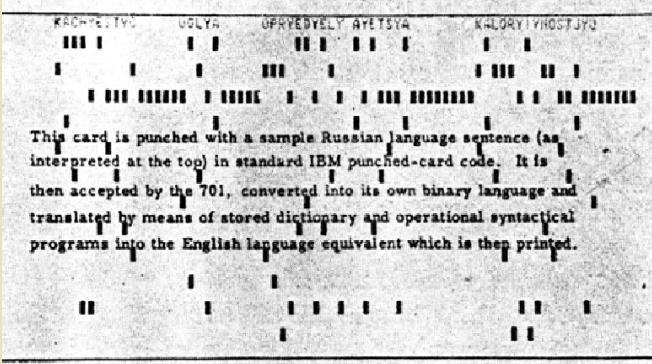 KACHYESTVO UGLYA OPRYEDYELYAYETSYA KALORYIYNOSTJYU
This card is punched with a sample Russian language sentence (as
interpreted at the top) in standard IBM punched-card code. It is
then accepted by the 701, converted into its own binary language and
translated by means of stored dictionary and operational syntactical
programs into the English language equivalent which is then printed.